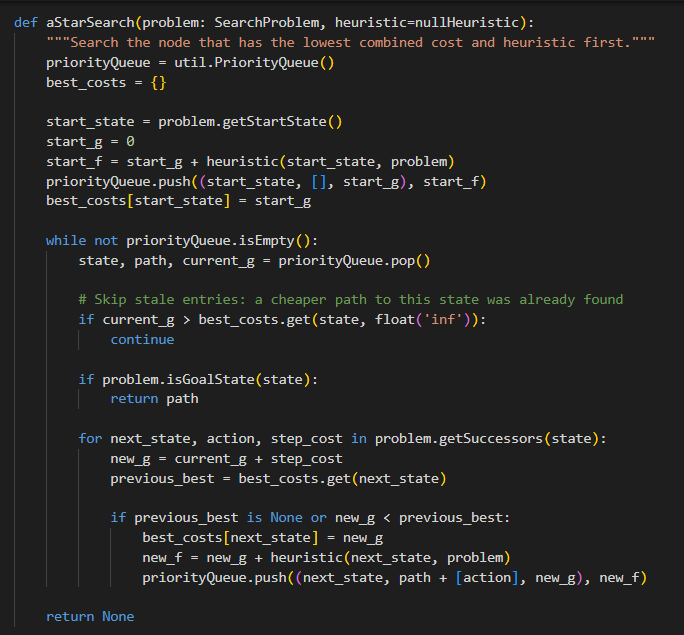 def aStarSearch(problem: SearchProblem, heuristic=nullHeuristic):
    """Search the node that has the lowest combined cost and heuristic first."""
    priorityQueue = util.PriorityQueue()
    best_costs = {}

    start_state = problem.getStartState()
    start_g = 0
    start_f = start_g + heuristic(start_state, problem)
    priorityQueue.push((start_state, [], start_g), start_f)
    best_costs[start_state] = start_g

    while not priorityQueue.isEmpty():
        state, path, current_g = priorityQueue.pop()

        # Skip stale entries: a cheaper path to this state was already found
        if current_g > best_costs.get(state, float('inf')):
            continue

        if problem.isGoalState(state):
            return path

        for next_state, action, step_cost in problem.getSuccessors(state):
            new_g = current_g + step_cost
            previous_best = best_costs.get(next_state)

            if previous_best is None or new_g < previous_best:
                best_costs[next_state] = new_g
                new_f = new_g + heuristic(next_state, problem)
                priorityQueue.push((next_state, path + [action], new_g), new_f)

    return None